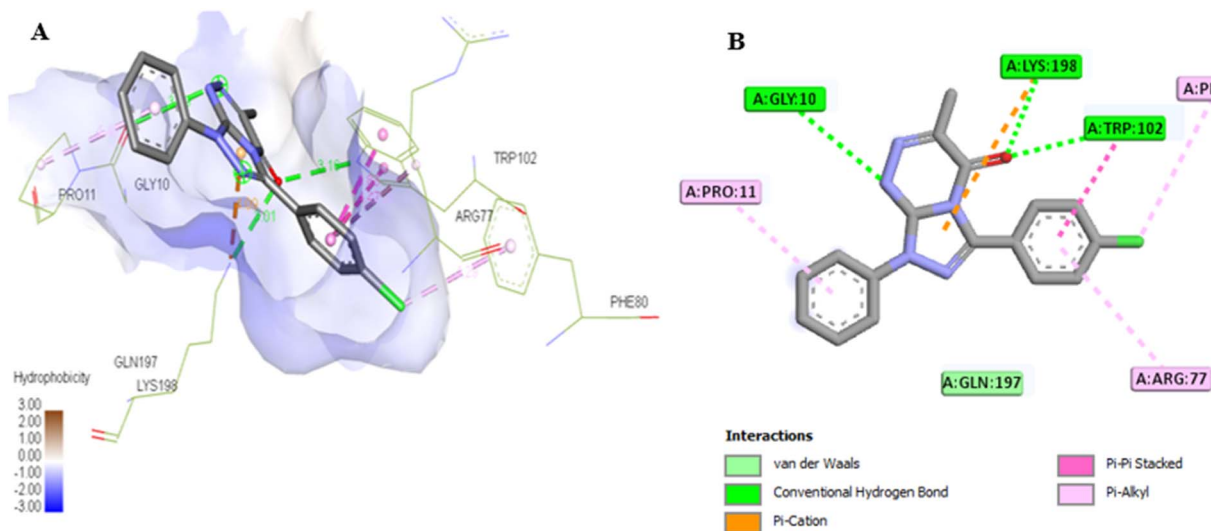 A
TRP102
PRO11
GLY10
3.16
ARG77
PHE80
GLN197
LYS198
Hydrophobicity
3.00
2.00
1.00
0.00
-1.00
-2.00
-3.00
B
A:LYS:198
A:GLY:10
A:TRP:102
A:PRO:11
A:ARG:77
A:GLN:197
Interactions
van der Waals
Conventional Hydrogen Bond
Pi-Cation
Pi-Pi Stacked
Pi-Alkyl